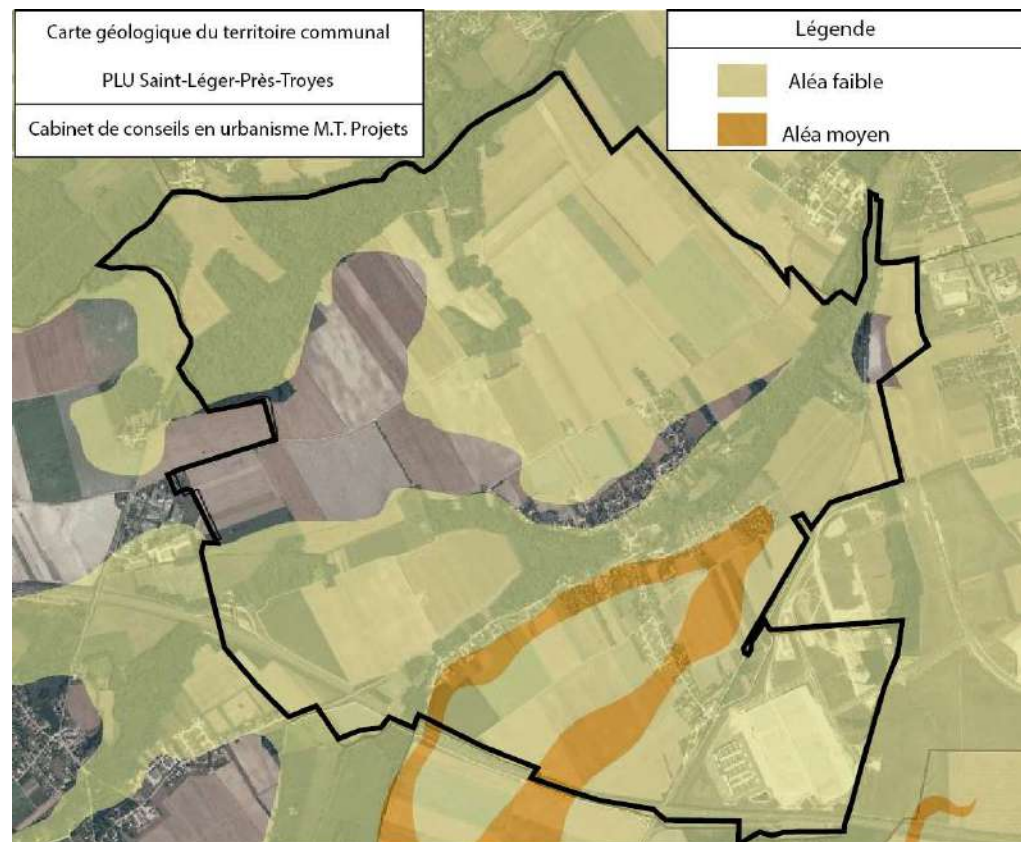 Carte géologique du territoire communal
PLU Saint-Léger-Près-Troyes
Cabinet de conseils en urbanisme M.T. Projets
Légende
Aléa faible
Aléa moyen